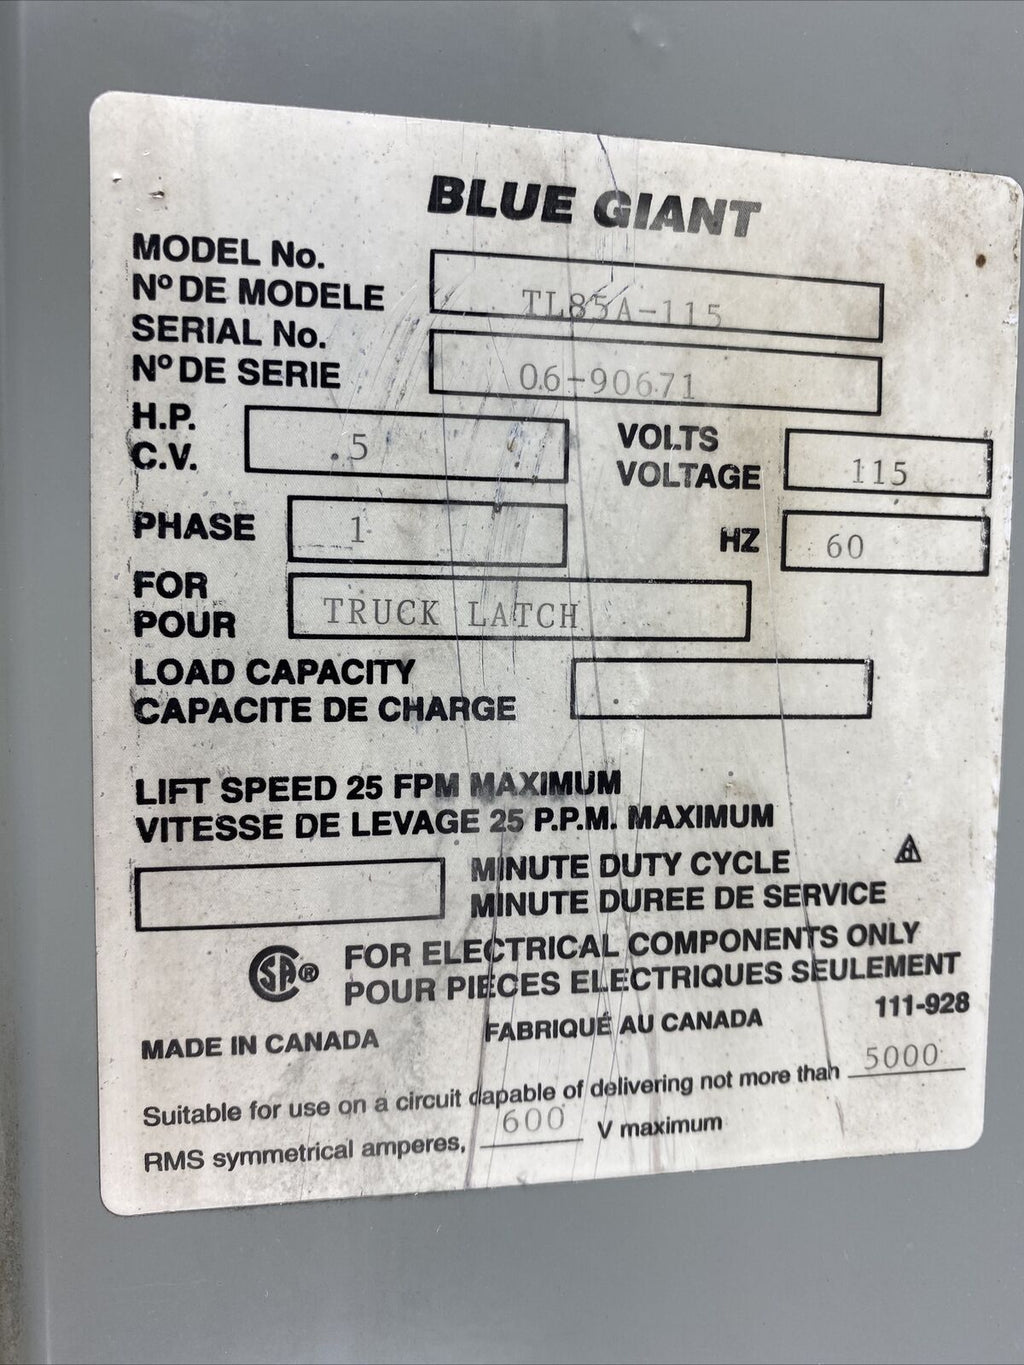 BLUE GIANT
MODEL No.
Nº DE MODELE
TL85A-115
SERIAL No.
Nº DE SERIE
06-90671
H.P.
C.V.
.5
VOLTS
VOLTAGE
115
PHASE
1
HZ
60
FOR
POUR
TRUCK LATCH
LOAD CAPACITY
CAPACITE DE CHARGE
LIFT SPEED 25 FPM MAXIMUM
VITESSE DE LEVAGE 25 P.P.M. MAXIMUM
MINUTE DUTY CYCLE
MINUTE DUREE DE SERVICE
SA®
FOR ELECTRICAL COMPONENTS ONLY
POUR PIÈCES ELECTRIQUES SEULEMENT
111-928
MADE IN CANADA
FABRIQUÉ AU CANADA
Suitable for use on a circuit capable of delivering not more than 5000
RMS symmetrical amperes, 600 V maximum